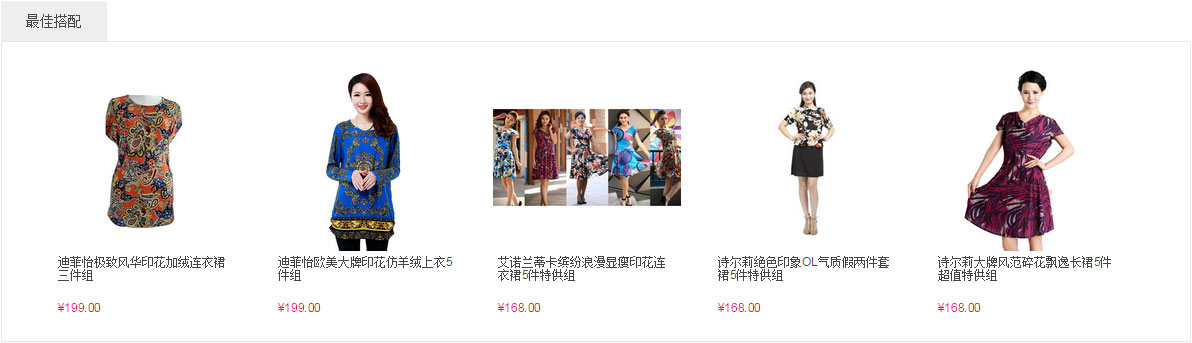 最佳搭配
迪菲怡极致风华印花加绒连衣裙
三件组
¥199.00
迪菲怡欧美大牌印花仿羊绒上衣5
件组
¥199.00
艾诺兰蒂卡缤纷浪漫显瘦印花连
衣裙5件特供组
¥168.00
诗尔莉绝色印象OL气质假两件套
裙5件特供组
¥168.00
诗尔莉大牌风范碎花飘逸长裙5件
超值特供组
¥168.00